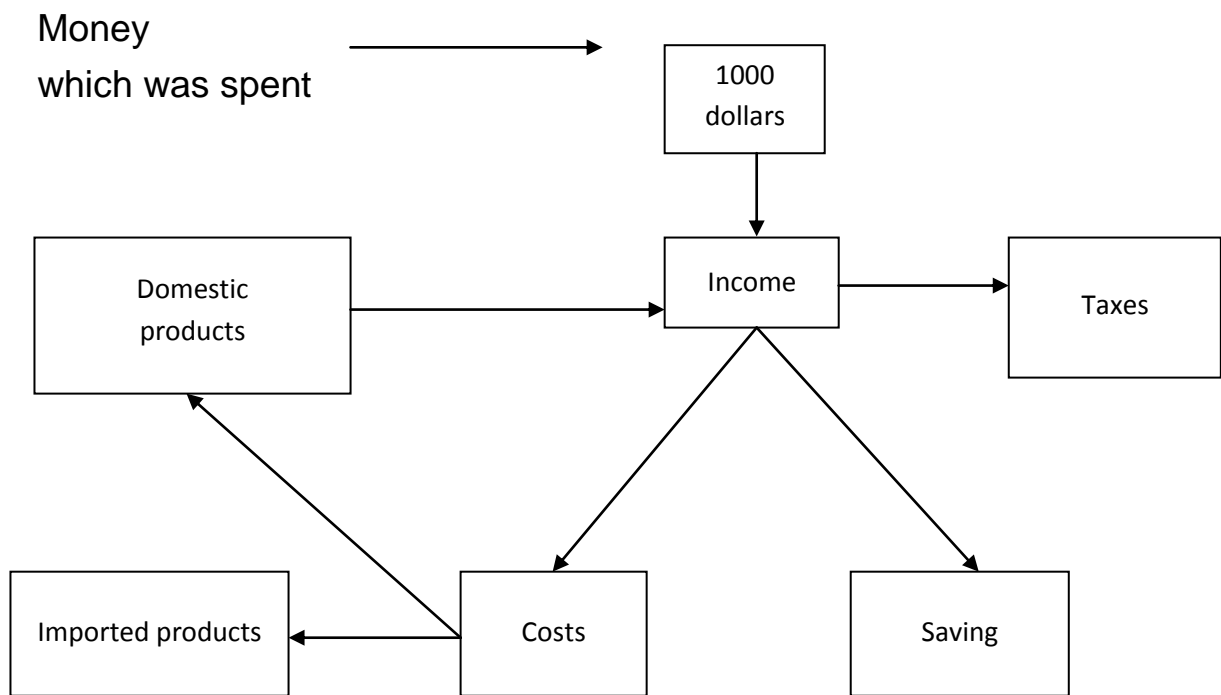 Money
which was spent
1000
dollars
Domestic
products
Income
Taxes
Imported products
Costs
Saving